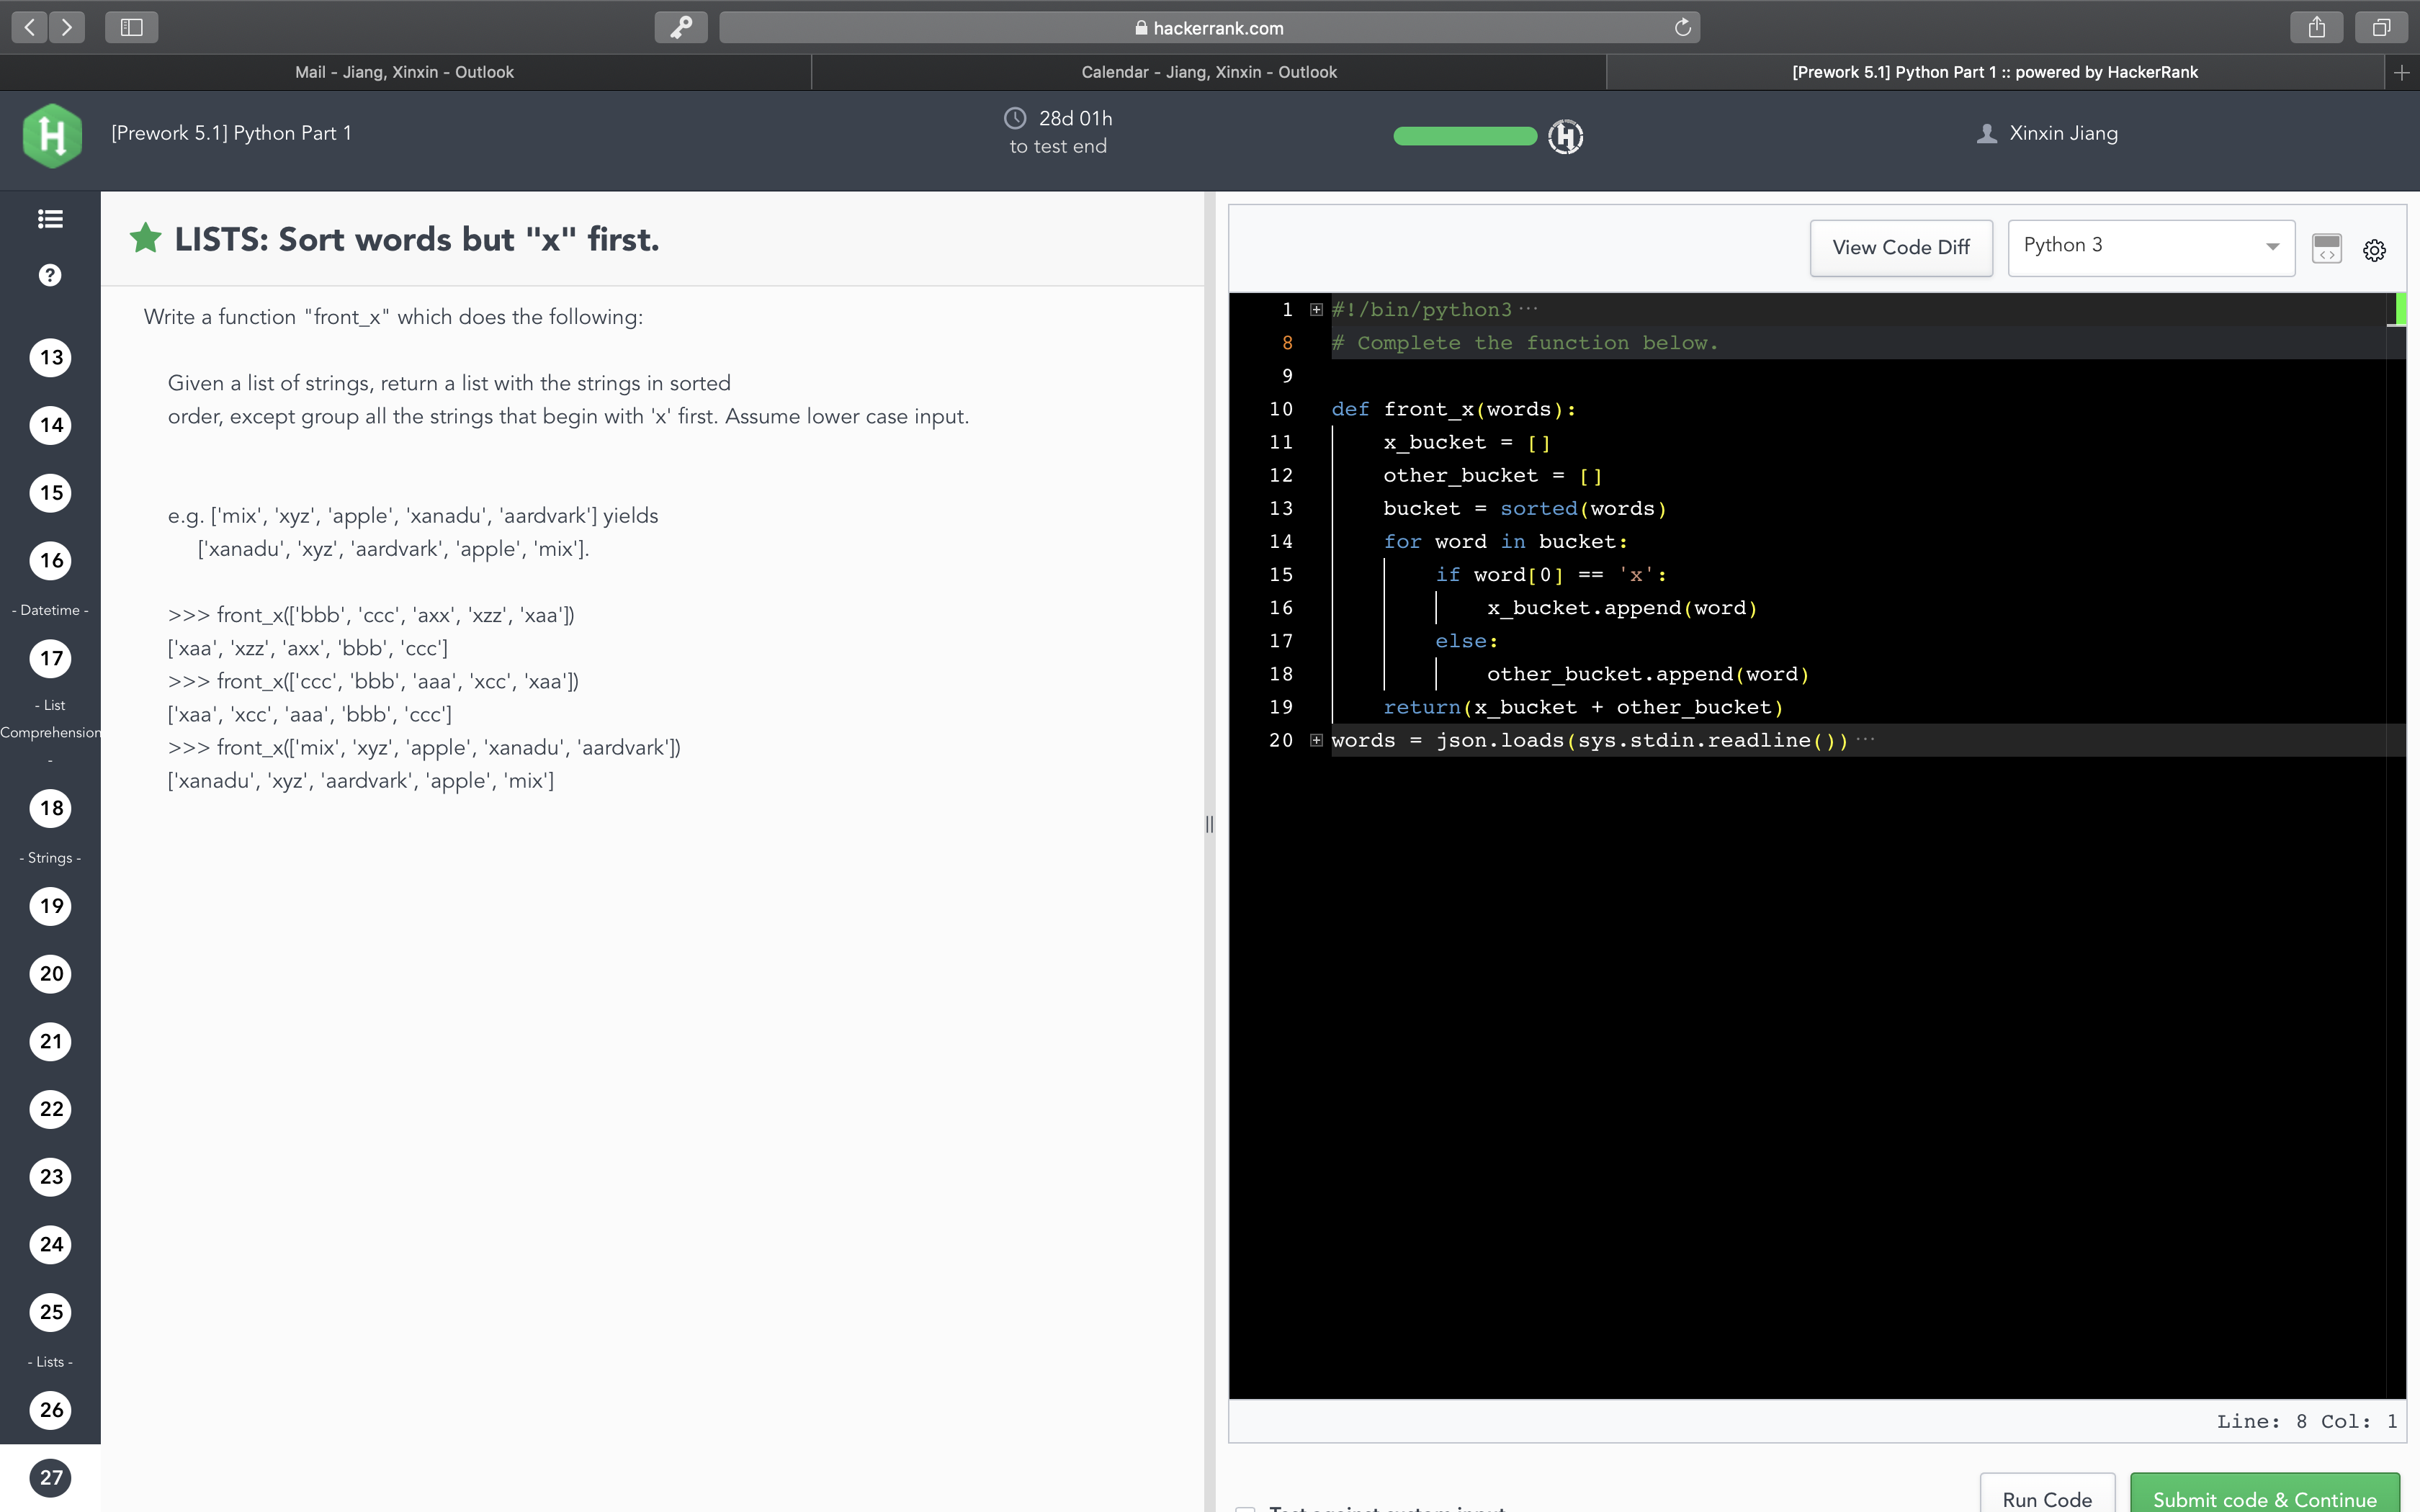 hackerrank.com
Mail - Jiang, Xinxin - Outlook
Calendar - Jiang, Xinxin - Outlook
[Prework 5.1] Python Part 1 :: powered by HackerRank
[Prework 5.1] Python Part 1
28d 01h
to test end
Xinxin Jiang
13
14
15
16
- Datetime -
17
- List
Comprehension
-
18
- Strings -
19
20
21
22
23
24
25
- Lists -
26
27
LISTS: Sort words but "x" first.
Write a function "front_x" which does the following:
Given a list of strings, return a list with the strings in sorted
order, except group all the strings that begin with 'x' first. Assume lower case input.
e.g. ['mix', 'xyz', 'apple', 'xanadu', 'aardvark'] yields
['xanadu', 'xyz', 'aardvark', 'apple', 'mix'].
>>> front_x(['bbb', 'ccc', 'axx', 'xzz', 'xaa'])
['xaa', 'xzz', 'axx', 'bbb', 'ccc']
>>> front_x(['ccc', 'bbb', 'aaa', 'xcc', 'xaa'])
['xaa', 'xcc', 'aaa', 'bbb', 'ccc']
>>> front_x(['mix', 'xyz', 'apple', 'xanadu', 'aardvark'])
['xanadu', 'xyz', 'aardvark', 'apple', 'mix']
View Code Diff
Python 3
1 #!/bin/python3···
8 # Complete the function below.
9
10 def front_x(words):
11 x_bucket = []
12 other_bucket = []
13 bucket = sorted(words)
14 for word in bucket:
15 if word[0] == 'x':
16 x_bucket.append(word)
17 else:
18 other_bucket.append(word)
19 return(x_bucket + other_bucket)
20 words = json.loads(sys.stdin.readline())···
Line: 8 Col: 1
Test against custom input
Run Code
Submit code & Continue